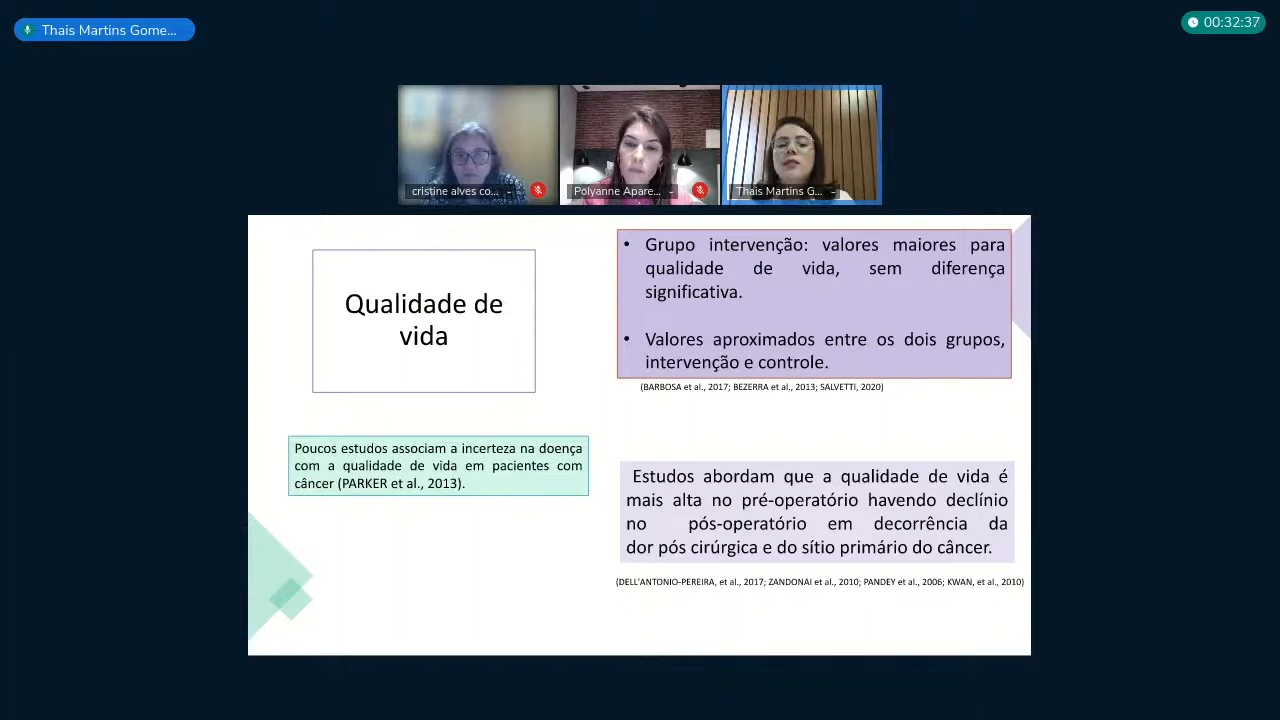 Thais Martins Gome...
00:32:37
cristine alves co...
Polyanne Apare...
Thais Martins G...
Qualidade de
vida
• Grupo intervenção: valores maiores para
qualidade de vida, sem diferença
significativa.
• Valores aproximados entre os dois grupos,
intervenção e controle.
(BARBOSA et al., 2017; BEZERRA et al., 2013; SALVETTI, 2020)
Poucos estudos associam a incerteza na doença
com a qualidade de vida em pacientes com
câncer (PARKER et al., 2013).
Estudos abordam que a qualidade de vida é
mais alta no pré-operatório havendo declínio
no pós-operatório em decorrência da
dor pós cirúrgica e do sítio primário do câncer.
(DELL'ANTONIO-PEREIRA, et al., 2017; ZANDONAI et al., 2010; PANDEY et al., 2006; KWAN, et al., 2010)